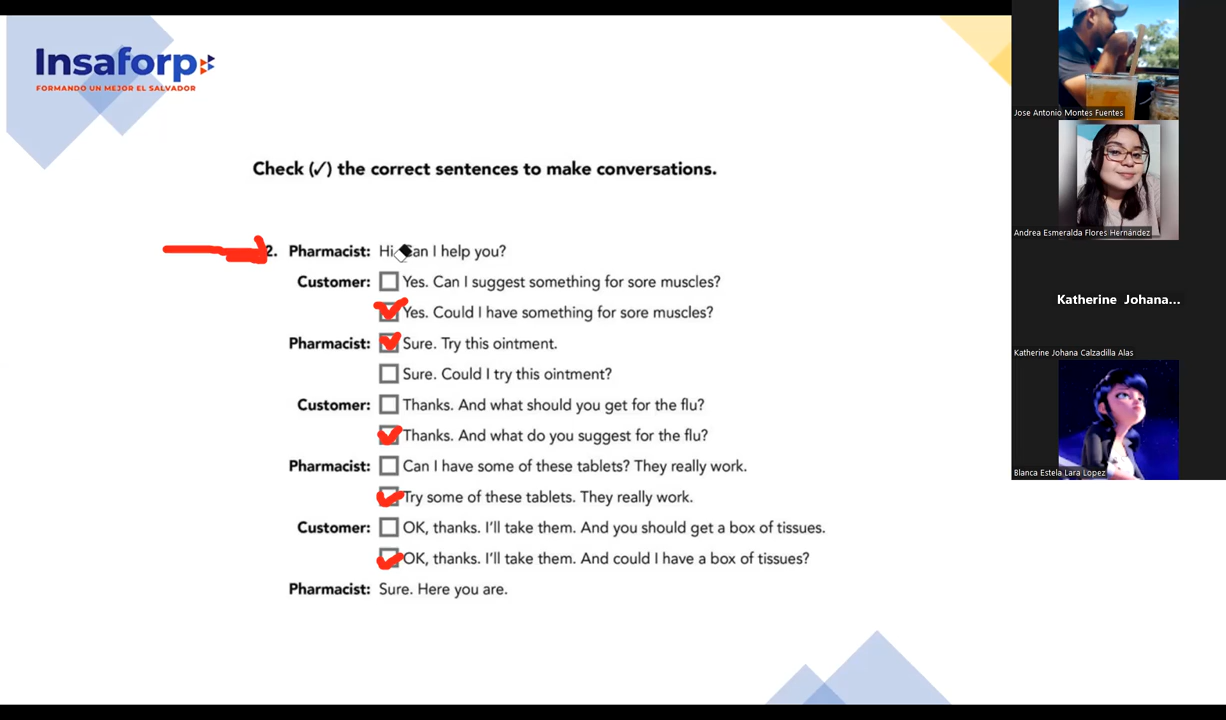 Insaforp
FORMANDO UN MEJOR EL SALVADOR
Check (✓) the correct sentences to make conversations.
2. Pharmacist: Hi. Can I help you?
Customer: Yes. Can I suggest something for sore muscles?
Yes. Could I have something for sore muscles?
Pharmacist: Sure. Try this ointment.
Sure. Could I try this ointment?
Customer: Thanks. And what should you get for the flu?
Thanks. And what do you suggest for the flu?
Pharmacist: Can I have some of these tablets? They really work.
Try some of these tablets. They really work.
Customer: OK, thanks. I'll take them. And you should get a box of tissues.
OK, thanks. I'll take them. And could I have a box of tissues?
Pharmacist: Sure. Here you are.
Jose Antonio Montes Fuentes
Andrea Esmeralda Flores Hernandez
Katherine Johana...
Katherine Johana Calzadilla Alas
Blanca Estela Lara Lopez